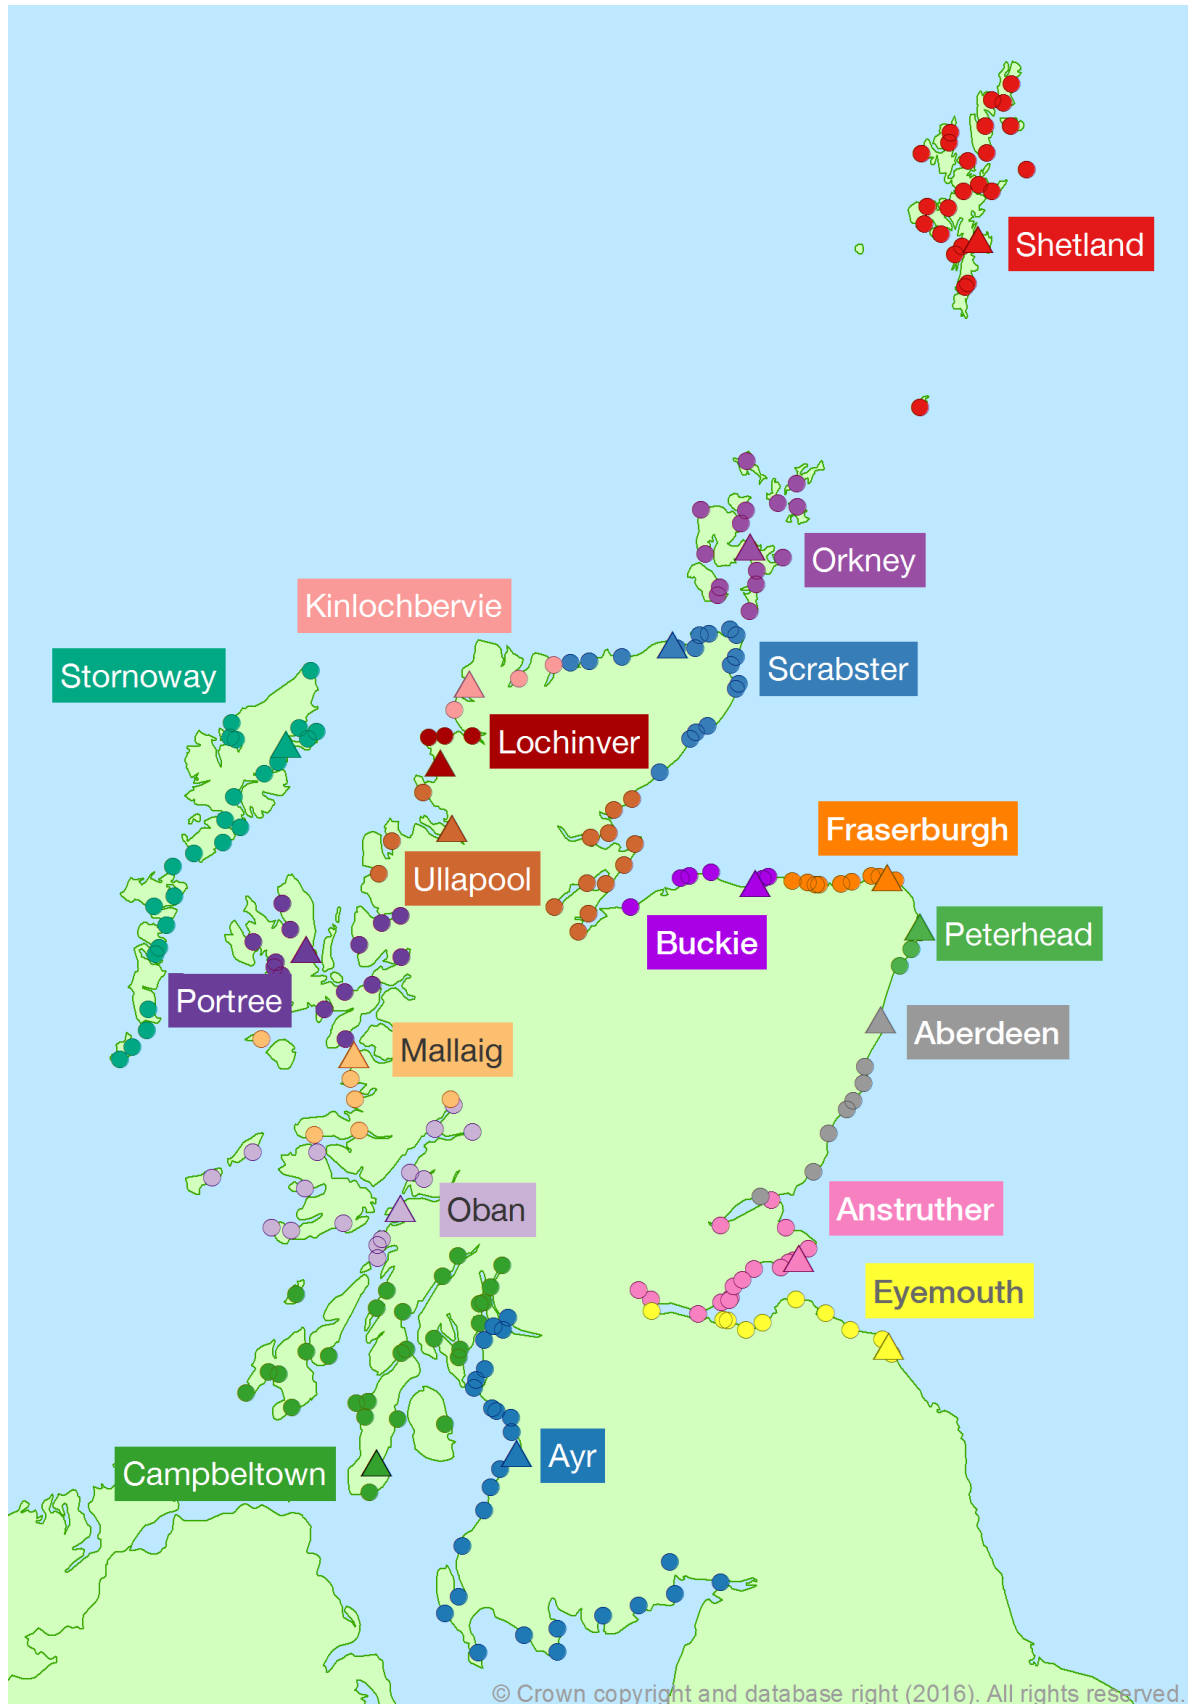 Shetland
Orkney
Kinlochbervie
Stornoway
Scrabster
Lochinver
Fraserburgh
Ullapool
Buckie
Peterhead
Portree
Aberdeen
Mallaig
Anstruther
Oban
Eyemouth
Ayr
Campbeltown
© Crown copyright and database right (2016). All rights reserved.